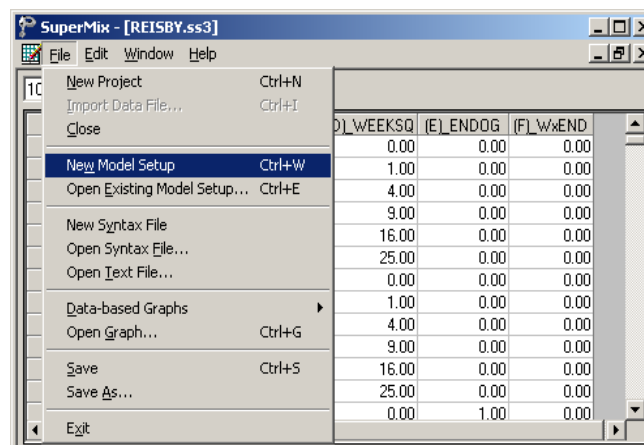 SuperMix - [REISBY.ss3]
File Edit Window Help
10
New Project Ctrl+N
Import Data File... Ctrl+I
Close
New Model Setup Ctrl+W
Open Existing Model Setup... Ctrl+E
New Syntax File
Open Syntax File...
Open Text File...
Data-based Graphs
Open Graph... Ctrl+G
Save Ctrl+S
Save As...
Exit
D)_WEEKSQ (E)_ENDOG (F)_WxEND
0.00 0.00 0.00
1.00 0.00 0.00
4.00 0.00 0.00
9.00 0.00 0.00
16.00 0.00 0.00
25.00 0.00 0.00
0.00 0.00 0.00
1.00 0.00 0.00
4.00 0.00 0.00
9.00 0.00 0.00
16.00 0.00 0.00
25.00 0.00 0.00
0.00 1.00 0.00